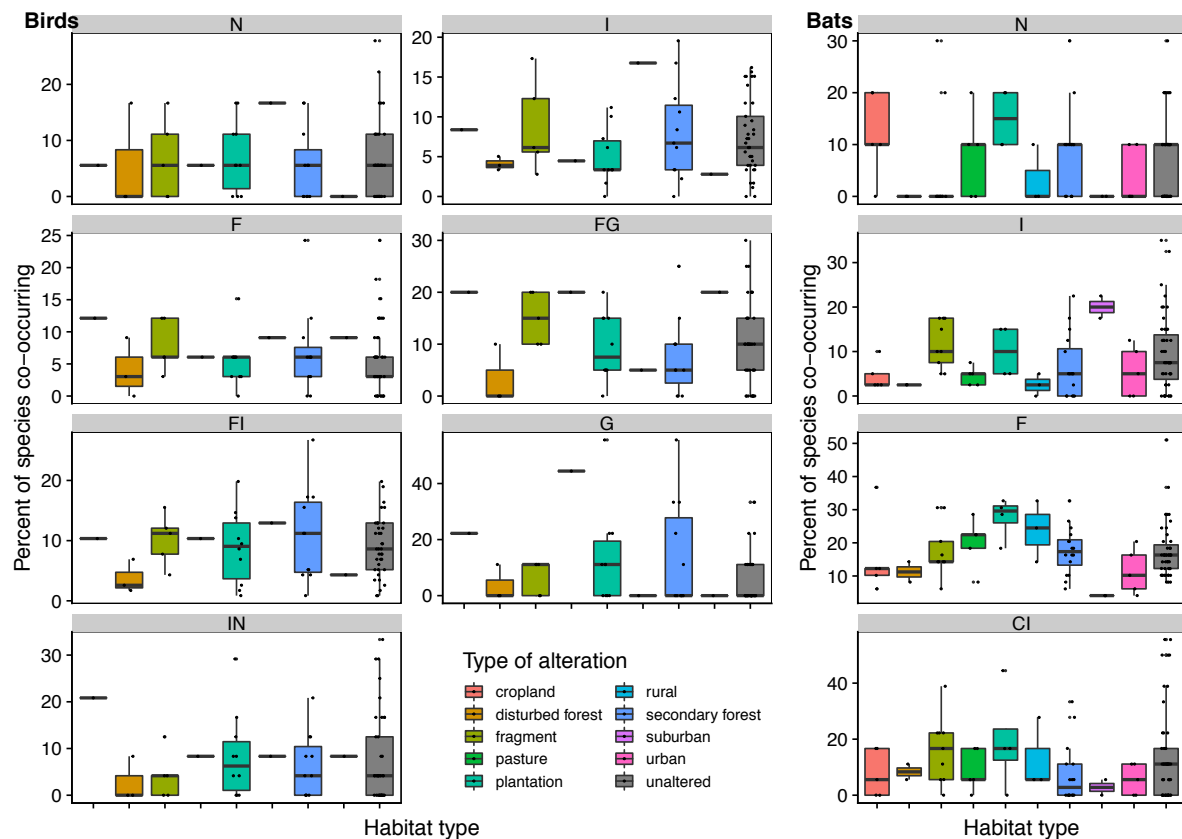 Birds
Bats
N
I
N
20
10
0
20
15
10
5
0
30
20
10
0
F
FG
I
25
20
15
10
5
0
30
20
10
0
30
20
10
0
FI
G
F
20
10
0
40
20
0
50
40
30
20
10
IN
CI
30
20
10
0
40
20
0
Percent of species co−occurring
Percent of species co−occurring
Type of alteration
cropland
disturbed forest
fragment
pasture
plantation
rural
secondary forest
suburban
urban
unaltered
Habitat type
Habitat type